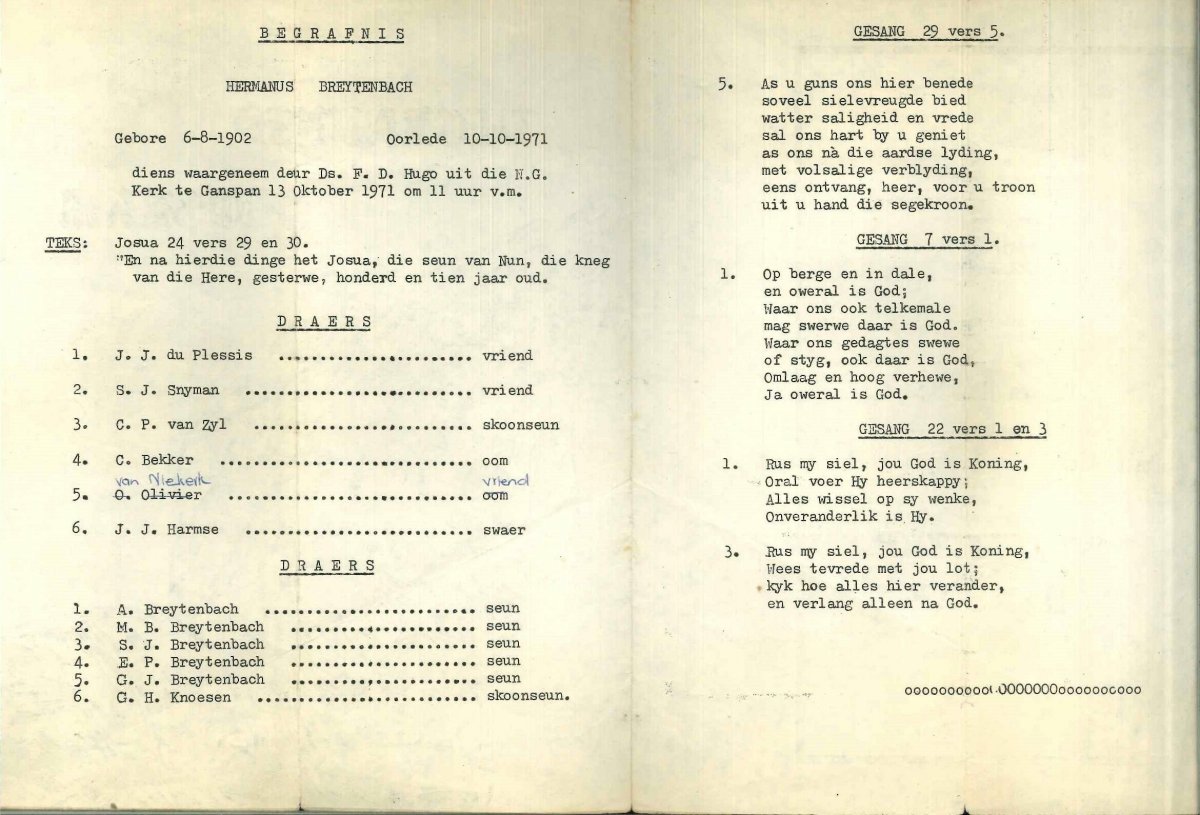 BEGRAFNIS
HERMANUS BREYTENBACH
Gebore 6-8-1902 Oorlede 10-10-1971
diens waargeneem deur Ds. F. D. Hugo uit die N.G.
Kerk te Ganspan 13 Oktober 1971 om 11 uur v.m.
TEKS: Josua 24 vers 29 en 30.
"En na hierdie dinge het Josua, die seun van Nun, die kneg
van die Here, gesterwe, honderd en tien jaar oud.
DRAERS
1. J. J. du Plessis ....................... vriend
2. S. J. Snyman ........................... vriend
3. C. P. van Zyl .......................... skoonseun
4. C. Bekker .............................. oom
van Niekerk vriend
5. O. Olivier ............................. oom
6. J. J. Harmse ........................... swaer
DRAERS
1. A. Breytenbach ......................... seun
2. M. B. Breytenbach ...................... seun
3. S. J. Breytenbach ...................... seun
4. E. P. Breytenbach ...................... seun
5. G. J. Breytenbach ...................... seun
6. G. H. Knoesen .......................... skoonseun.
GESANG 29 vers 5.
5. As u guns ons hier benede
soveel sielevreugde bied
watter saligheid en vrede
sal ons hart by u geniet
as ons nà die aardse lyding,
met volsalige verblyding,
eens ontvang, heer, voor u troon
uit u hand die segekroon.
GESANG 7 vers 1.
1. Op berge en in dale,
en oweral is God;
Waar ons ook telkemale
mag swerwe daar is God.
Waar ons gedagtes swewe
of styg, ook daar is God,
Omlaag en hoog verhewe,
Ja oweral is God.
GESANG 22 vers 1 en 3
1. Rus my siel, jou God is Koning,
Oral voer Hy heerskappy;
Alles wissel op sy wenke,
Onveranderlik is Hy.
3. Rus my siel, jou God is Koning,
Wees tevrede met jou lot;
kyk hoe alles hier verander,
en verlang alleen na God.